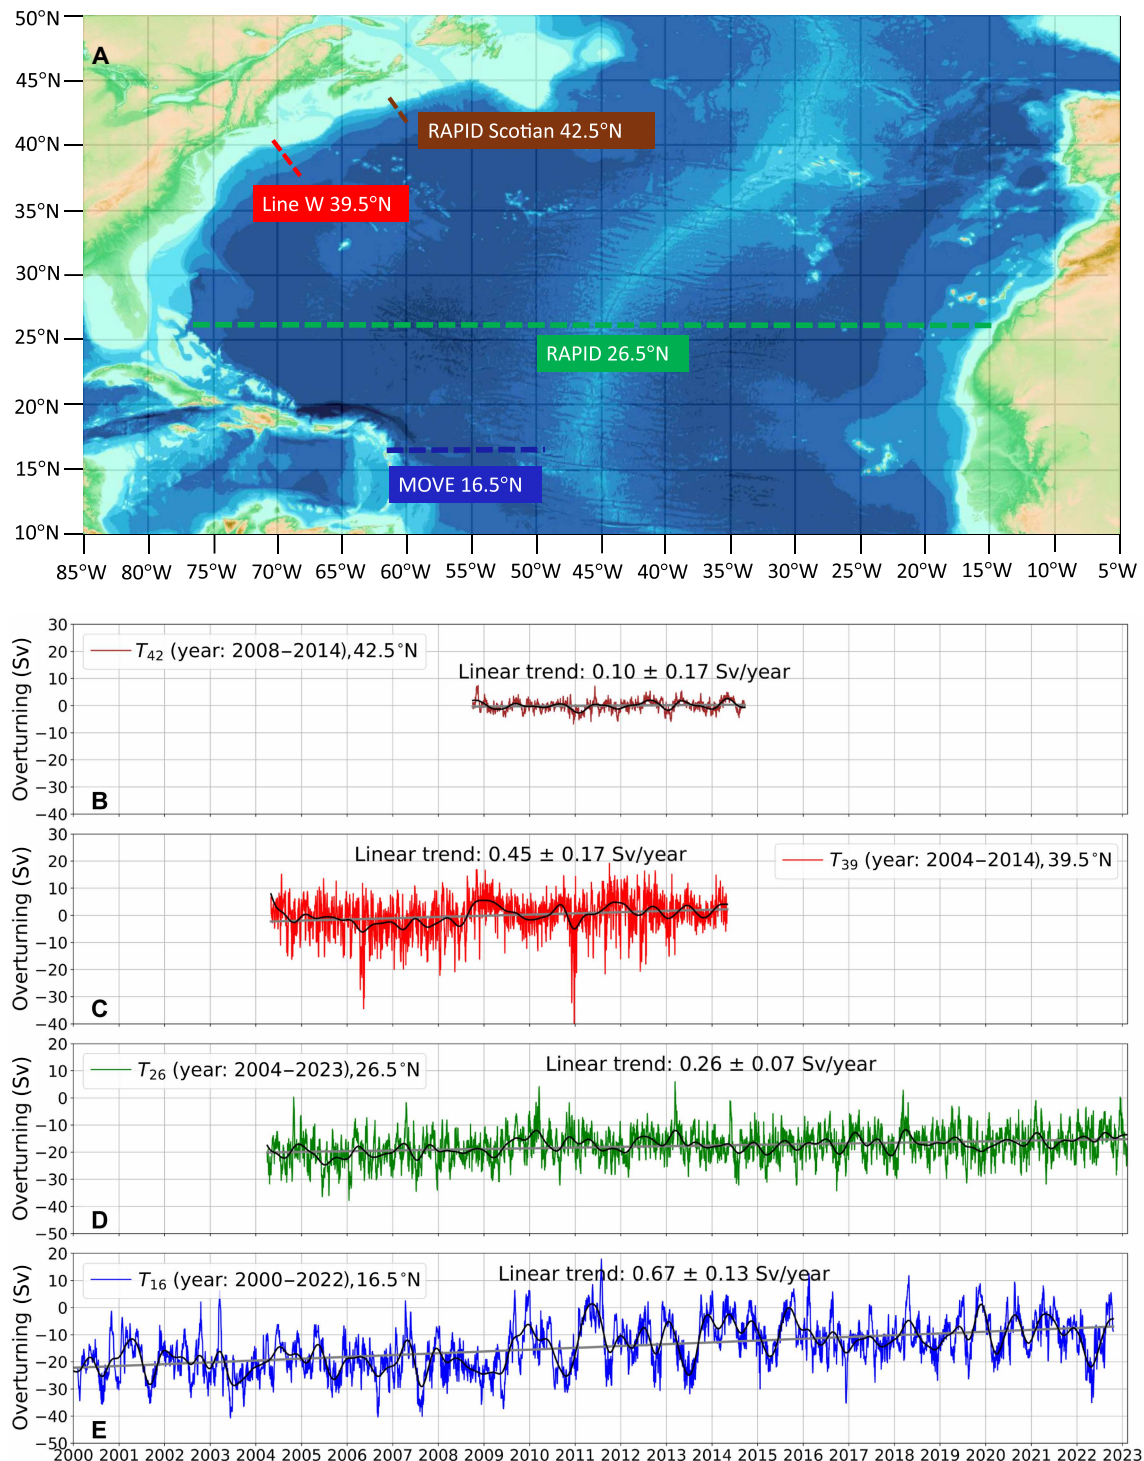 A
50°N
45°N
40°N
35°N
30°N
25°N
20°N
15°N
10°N
RAPID Scotian 42.5°N
Line W 39.5°N
RAPID 26.5°N
MOVE 16.5°N
85°W 80°W 75°W 70°W 65°W 60°W 55°W 50°W 45°W 40°W 35°W 30°W 25°W 20°W 15°W 10°W 5°W
Overturning (Sv)
30
20
10
0
−10
−20
−30
−40
T42 (year: 2008−2014),42.5°N
Linear trend: 0.10 ± 0.17 Sv/year
B
Overturning (Sv)
30
20
10
0
−10
−20
−30
−40
Linear trend: 0.45 ± 0.17 Sv/year
T39 (year: 2004−2014),39.5°N
C
Overturning (Sv)
20
10
0
−10
−20
−30
−40
−50
T26 (year: 2004−2023),26.5°N
Linear trend: 0.26 ± 0.07 Sv/year
D
Overturning (Sv)
20
10
0
−10
−20
−30
−40
−50
T16 (year: 2000−2022),16.5°N
Linear trend: 0.67 ± 0.13 Sv/year
E
2000 2001 2002 2003 2004 2005 2006 2007 2008 2009 2010 2011 2012 2013 2014 2015 2016 2017 2018 2019 2020 2021 2022 2023